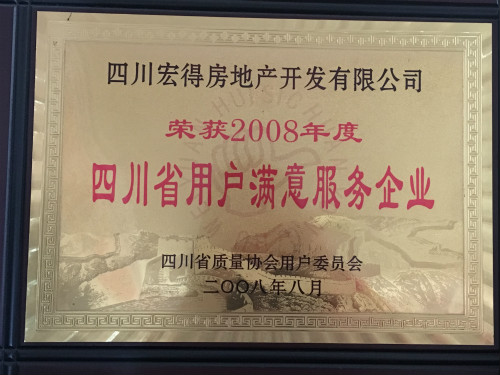 四川宏得房地产开发有限公司
荣获2008年度
四川省用户满意服务企业
四川省质量协会用户委员会
二〇〇八年八月